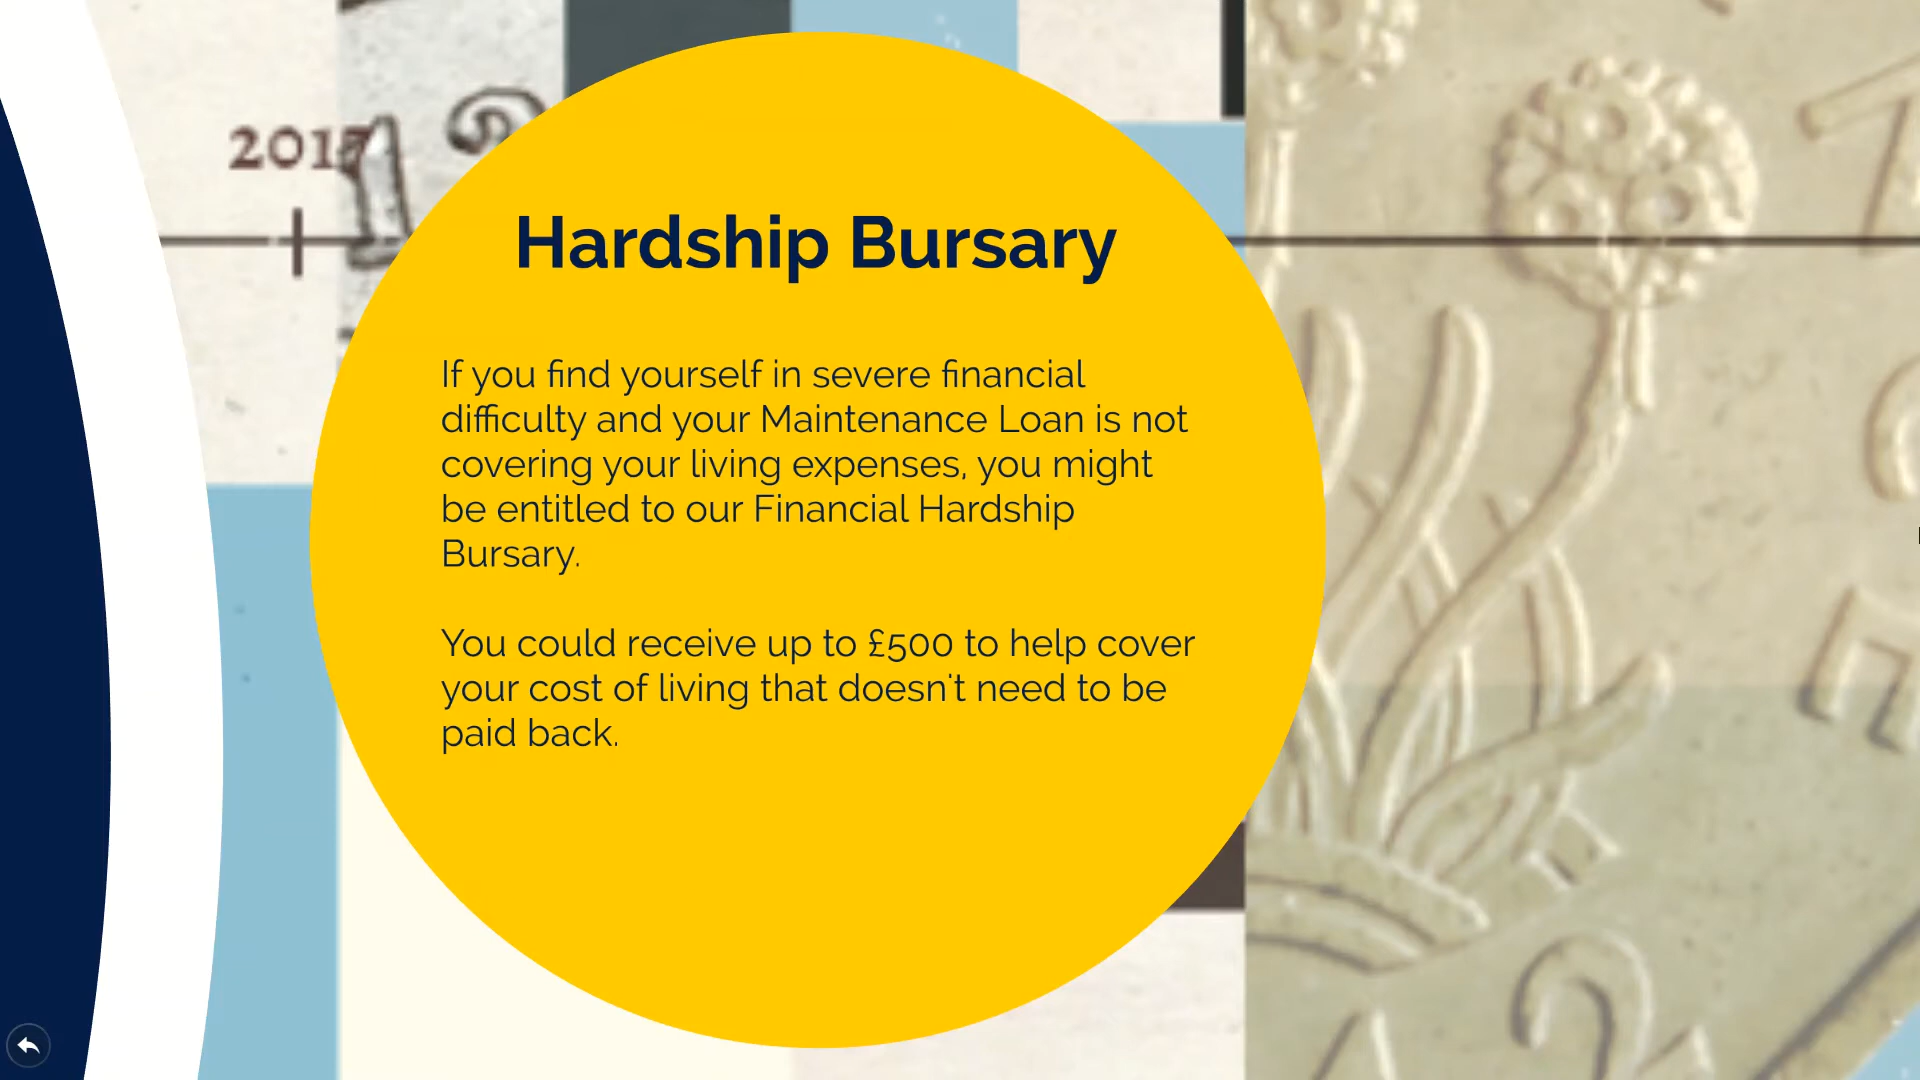 Hardship Bursary
If you find yourself in severe financial
difficulty and your Maintenance Loan is not
covering your living expenses, you might
be entitled to our Financial Hardship
Bursary.
You could receive up to £500 to help cover
your cost of living that doesn't need to be
paid back.
2017